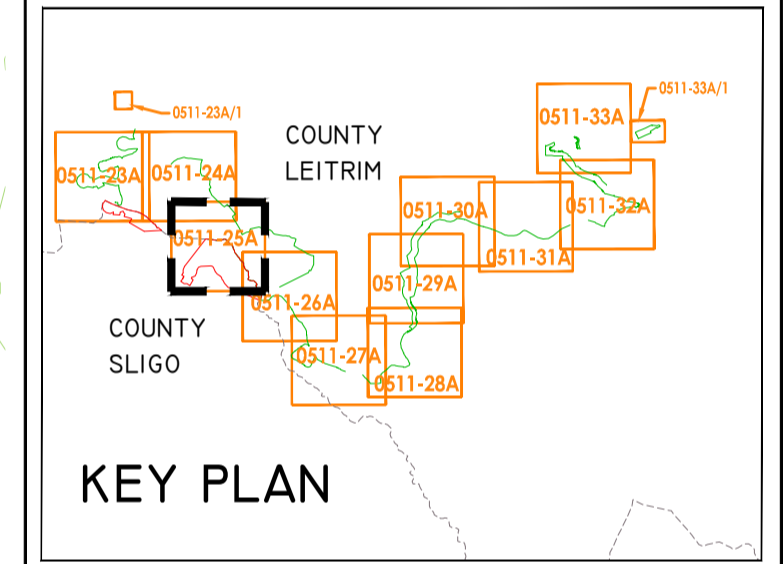 0511-23A/1
0511-33A/1
0511-33A
COUNTY
LEITRIM
0511-23A
0511-24A
0511-30A
0511-32A
0511-25A
0511-31A
0511-29A
0511-26A
COUNTY
SLIGO
0511-27A
0511-28A
KEY PLAN